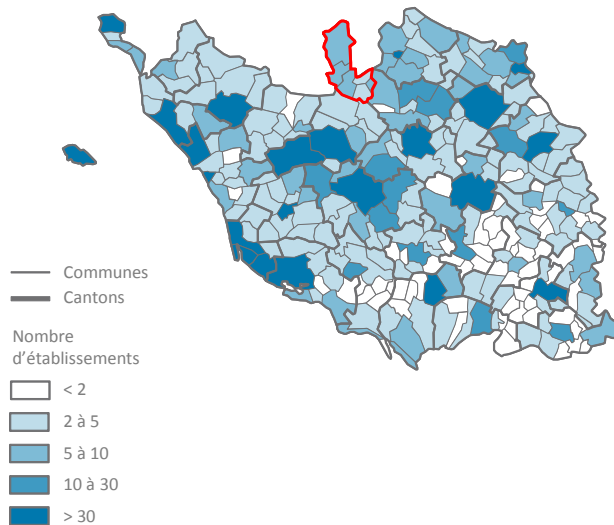 Communes
Cantons
Nombre
d’établissements
< 2
2 à 5
5 à 10
10 à 30
> 30